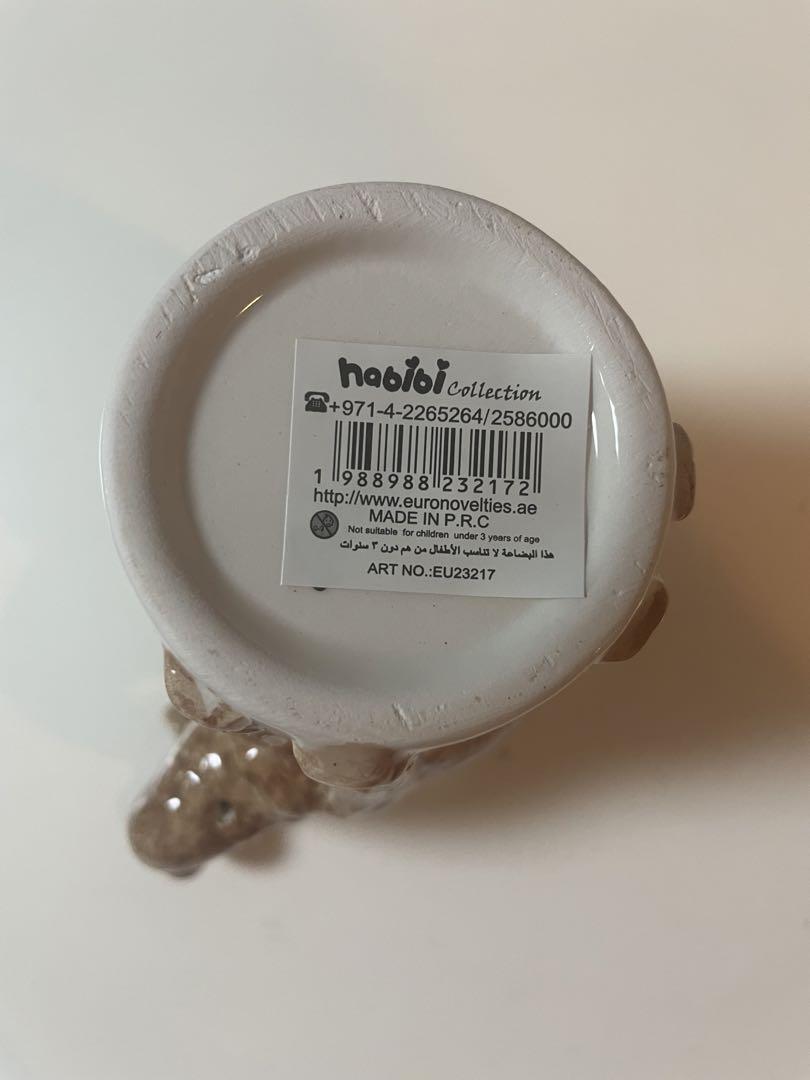 habibi Collection
+971-4-2265264/2586000
1 988988 232172
http://www.euronovelties.ae
MADE IN P.R.C
Not suitable for children under 3 years of age
هذا البضاعة لا تناسب الأطفال من هم دون ٣ سنوات
ART NO.:EU23217